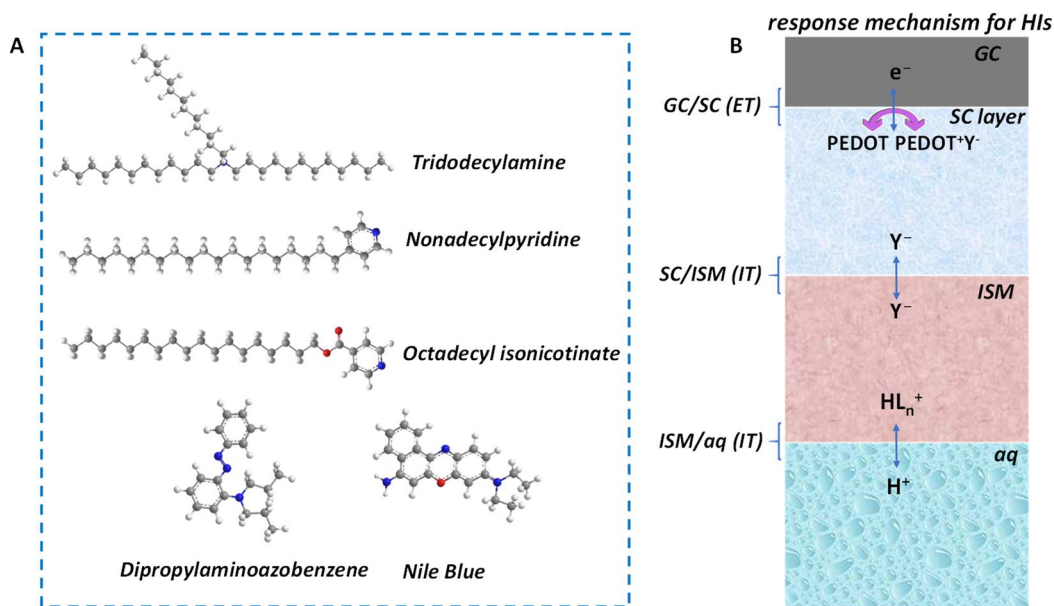 A
Tridodecylamine
Nonadecylpyridine
Octadecyl isonicotinate
Dipropylaminoazobenzene
Nile Blue
response mechanism for HIs
B
GC
e⁻
GC/SC (ET)
SC layer
PEDOT PEDOT⁺Y⁻
Y⁻
SC/ISM (IT)
ISM
Y⁻
HLₙ⁺
ISM/aq (IT)
aq
H⁺